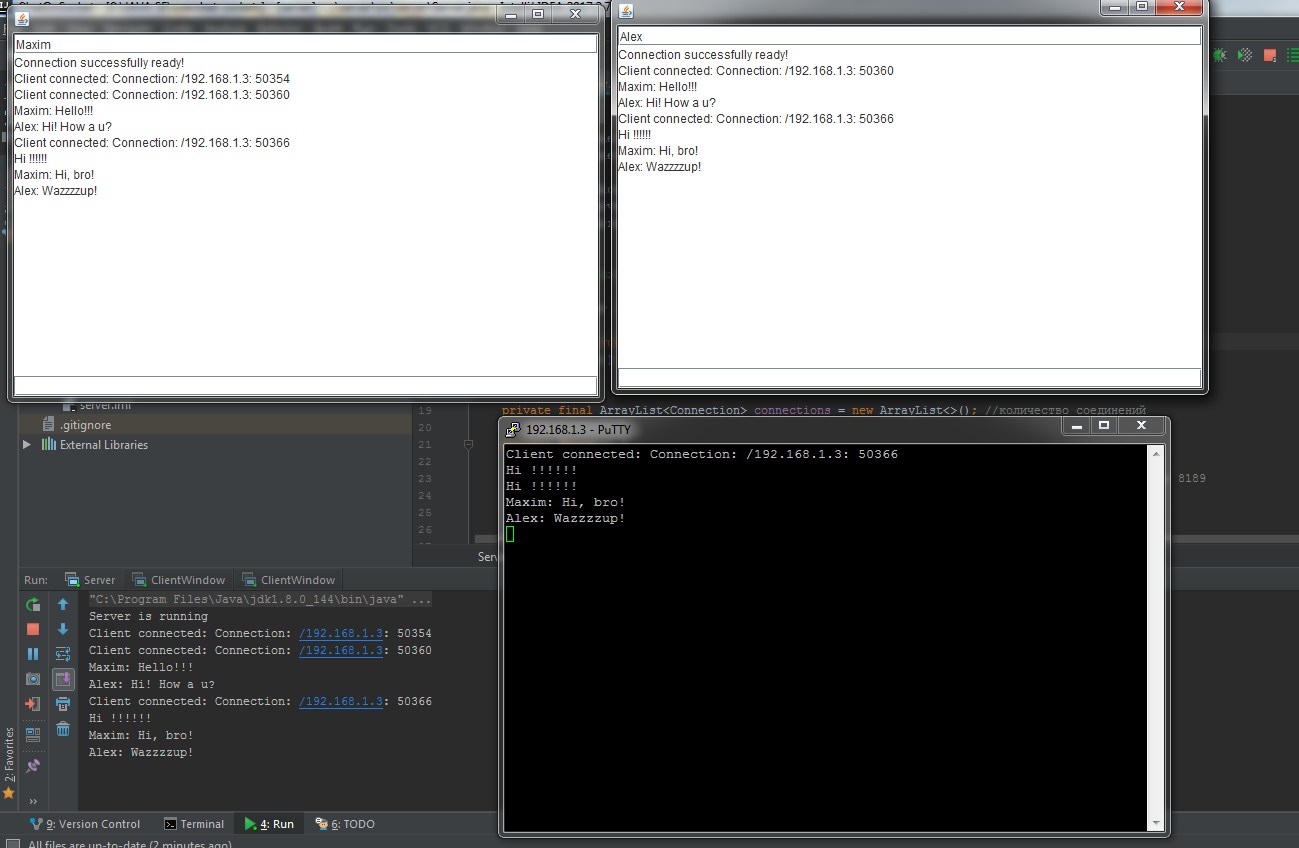 Maxim
Connection successfully ready!
Client connected: Connection: /192.168.1.3: 50354
Client connected: Connection: /192.168.1.3: 50360
Maxim: Hello!!!
Alex: Hi! How a u?
Client connected: Connection: /192.168.1.3: 50366
Hi !!!!!!
Maxim: Hi, bro!
Alex: Wazzzzup!
Alex
Connection successfully ready!
Client connected: Connection: /192.168.1.3: 50360
Maxim: Hello!!!
Alex: Hi! How a u?
Client connected: Connection: /192.168.1.3: 50366
Hi !!!!!!
Maxim: Hi, bro!
Alex: Wazzzzup!
server.iml
.gitignore
External Libraries
19 private final ArrayList<Connection> connections = new ArrayList<>(); //количество соединений
20
21
22
23 8189
24
25
26
192.168.1.3 - PuTTY
Client connected: Connection: /192.168.1.3: 50366
Hi !!!!!!
Hi !!!!!!
Maxim: Hi, bro!
Alex: Wazzzzup!
Run: Server ClientWindow ClientWindow
"C:\Program Files\Java\jdk1.8.0_144\bin\java" ...
Server is running
Client connected: Connection: /192.168.1.3: 50354
Client connected: Connection: /192.168.1.3: 50360
Maxim: Hello!!!
Alex: Hi! How a u?
Client connected: Connection: /192.168.1.3: 50366
Hi !!!!!!
Maxim: Hi, bro!
Alex: Wazzzzup!
2: Favorites
9: Version Control Terminal 4: Run 6: TODO
All files are up-to-date (2 minutes ago)